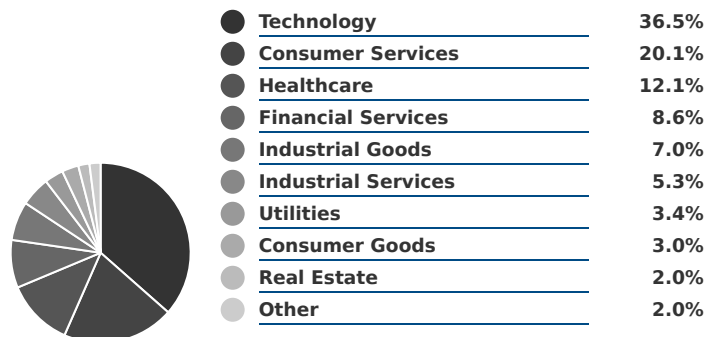 Technology 36.5%
Consumer Services 20.1%
Healthcare 12.1%
Financial Services 8.6%
Industrial Goods 7.0%
Industrial Services 5.3%
Utilities 3.4%
Consumer Goods 3.0%
Real Estate 2.0%
Other 2.0%